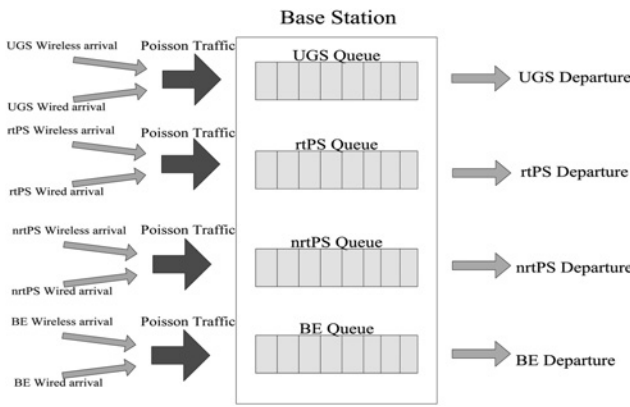 Base Station
UGS Wireless arrival
Poisson Traffic
UGS Queue
UGS Departure
UGS Wired arrival
rtPS Wireless arrival
Poisson Traffic
rtPS Queue
rtPS Departure
rtPS Wired arrival
nrtPS Wireless arrival
Poisson Traffic
nrtPS Queue
nrtPS Departure
nrtPS Wired arrival
BE Wireless arrival
Poisson Traffic
BE Queue
BE Departure
BE Wired arrival